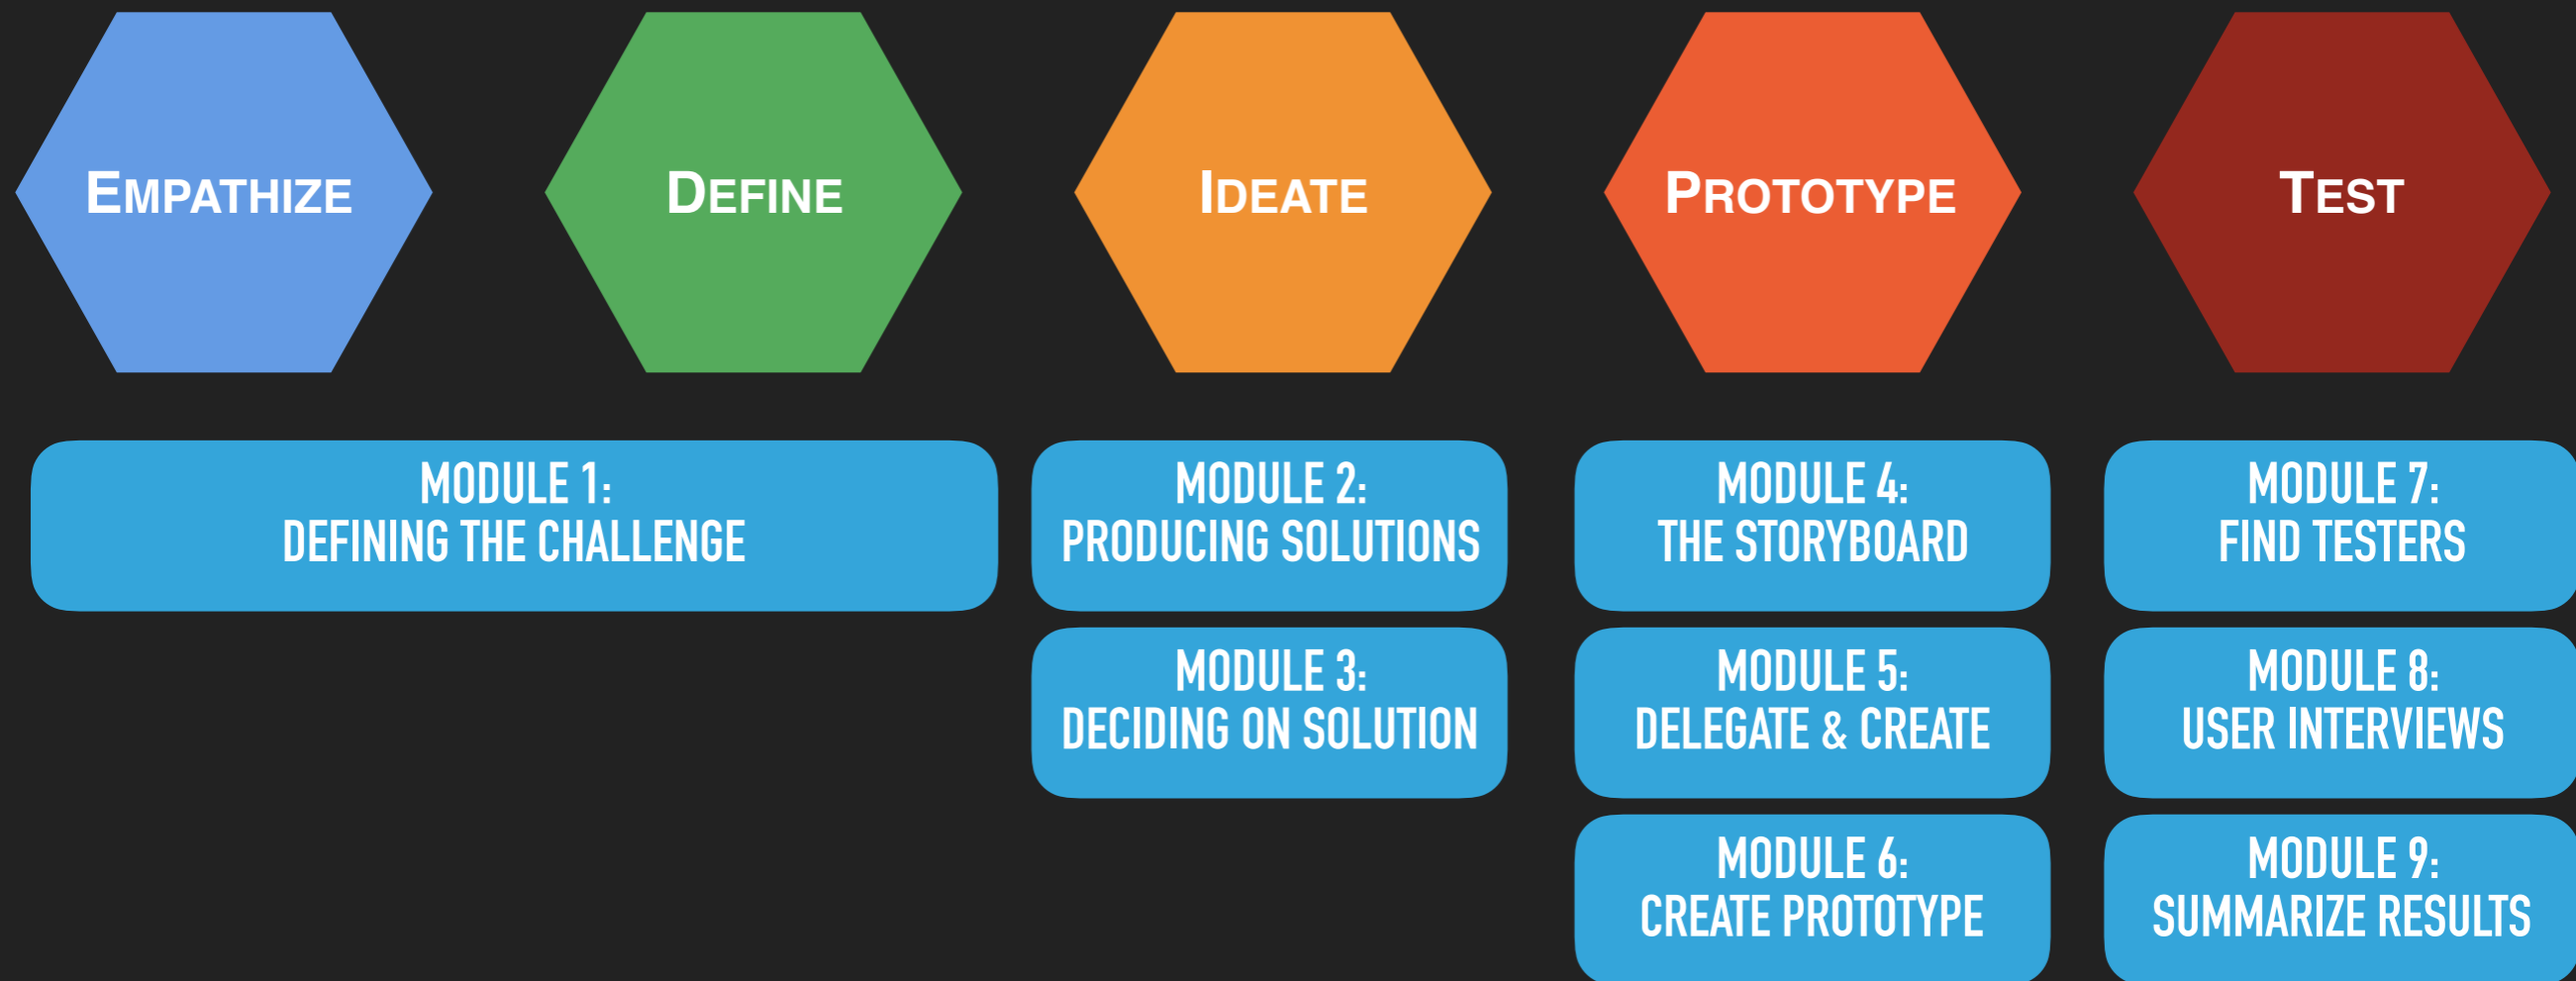 EMPATHIZE
DEFINE
IDEATE
PROTOTYPE
TEST
MODULE 1:
DEFINING THE CHALLENGE
MODULE 2:
PRODUCING SOLUTIONS
MODULE 3:
DECIDING ON SOLUTION
MODULE 4:
THE STORYBOARD
MODULE 5:
DELEGATE & CREATE
MODULE 6:
CREATE PROTOTYPE
MODULE 7:
FIND TESTERS
MODULE 8:
USER INTERVIEWS
MODULE 9:
SUMMARIZE RESULTS